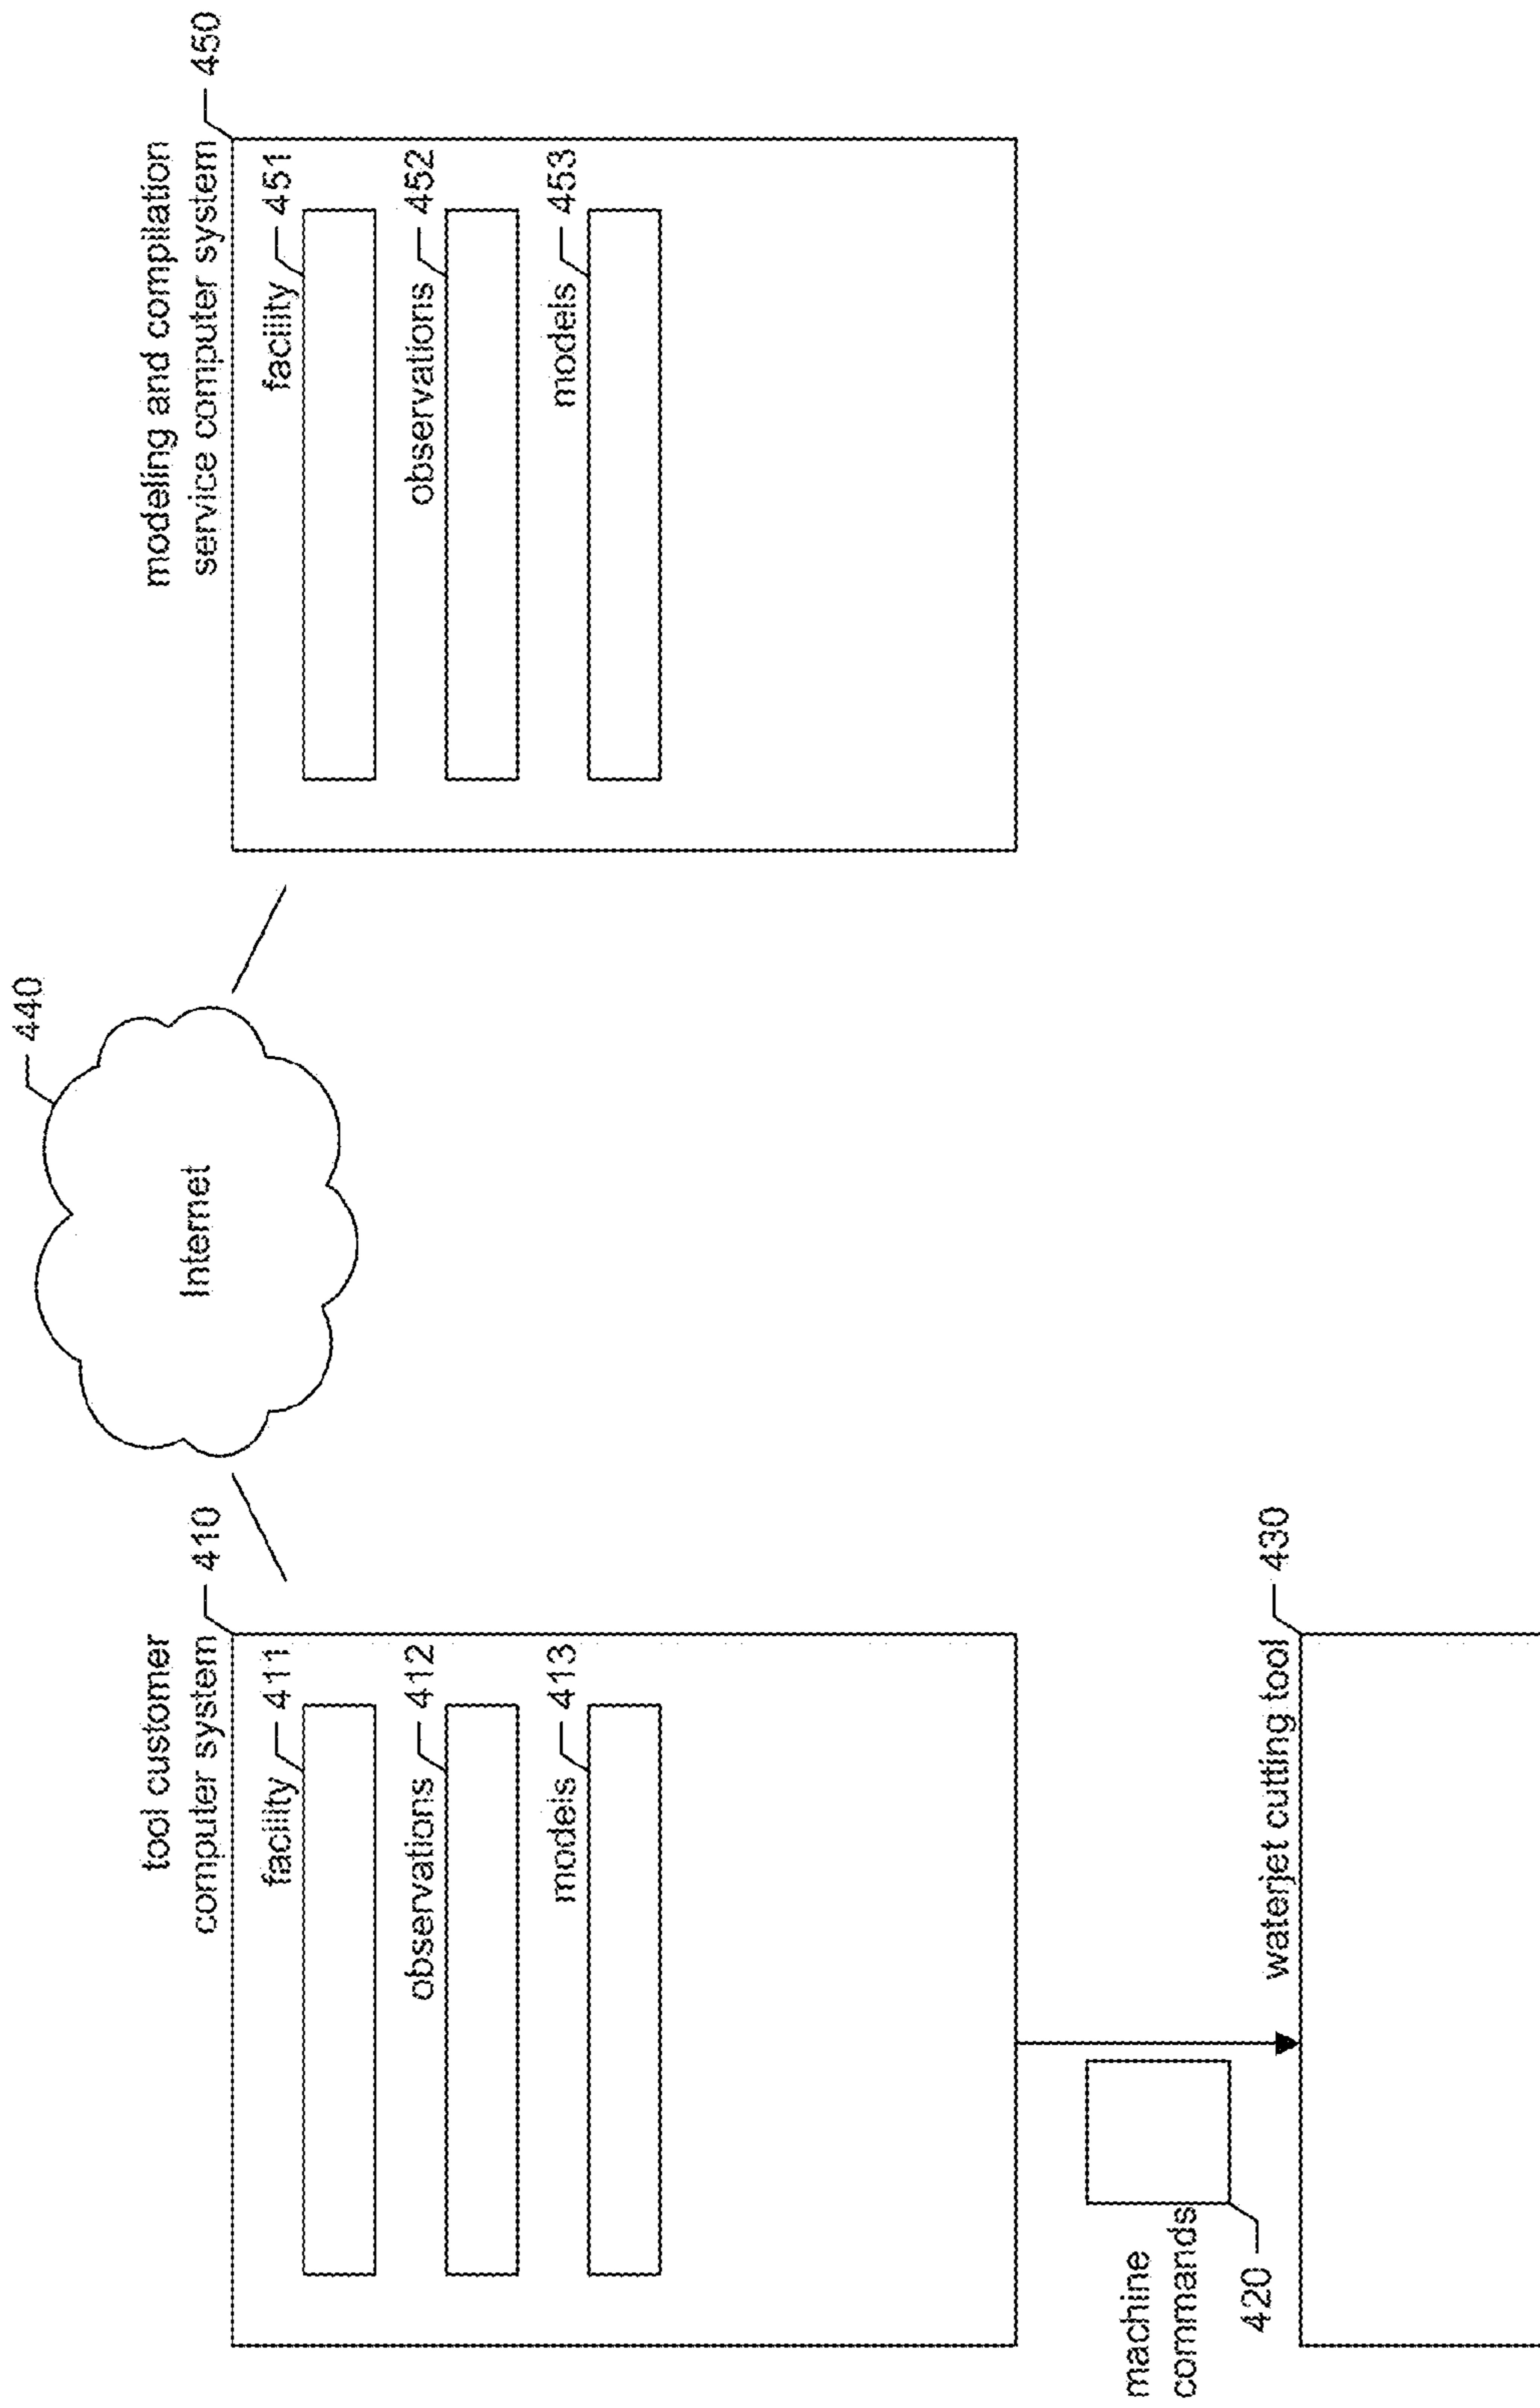 440
Internet
tool customer
computer system
410
facility
411
observations
412
models
413
modeling and compilation
service computer system
450
facility
451
observations
452
models
453
machine
commands
420
waterjet cutting tool
430